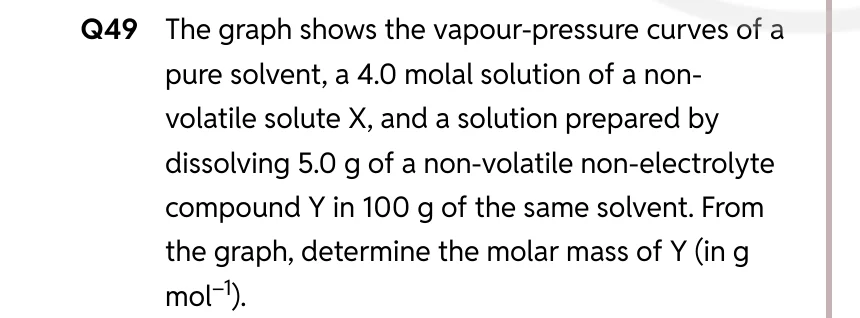 Q49 The graph shows the vapour-pressure curves of a
pure solvent, a 4.0 molal solution of a non-
volatile solute X, and a solution prepared by
dissolving 5.0 g of a non-volatile non-electrolyte
compound Y in 100 g of the same solvent. From
the graph, determine the molar mass of Y (in g
mol⁻¹).